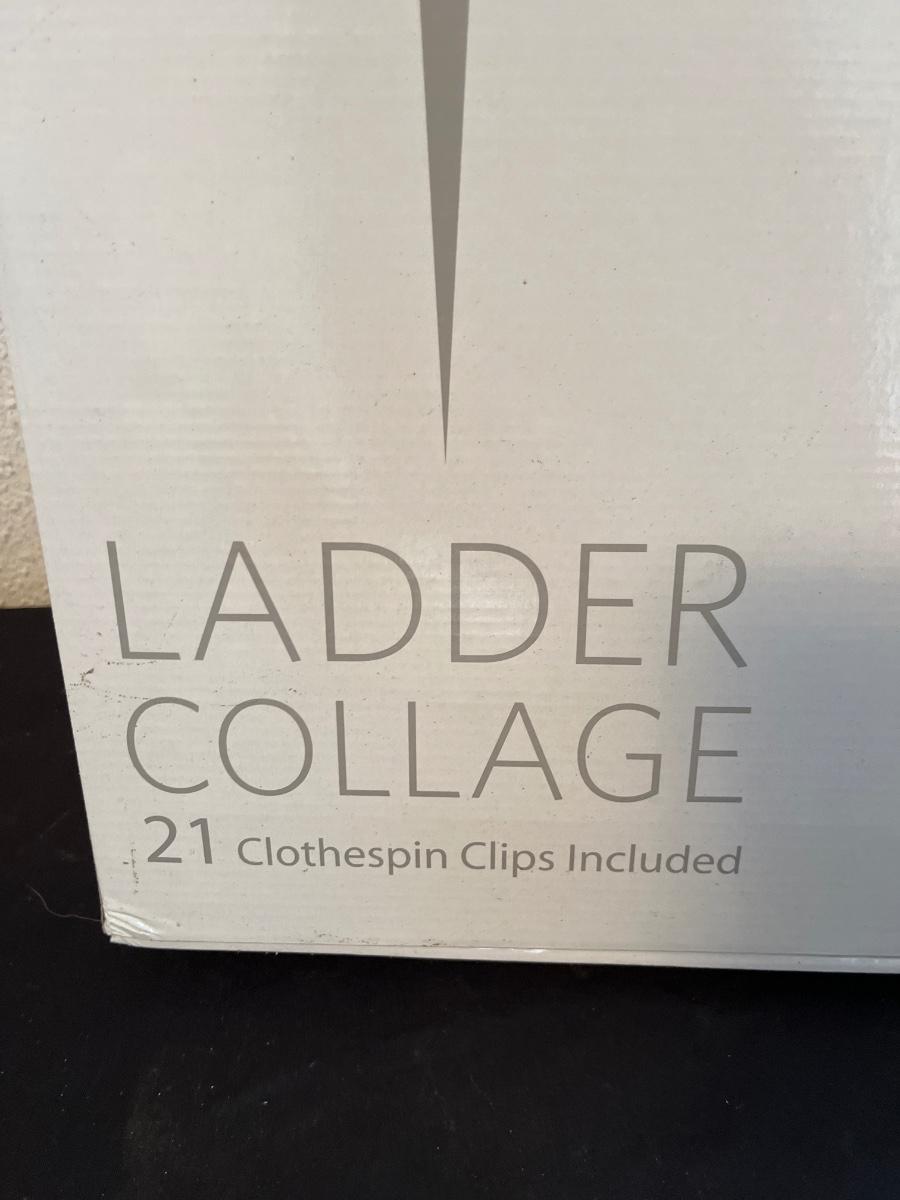 LADDER
COLLAGE
21 Clothespin Clips Included